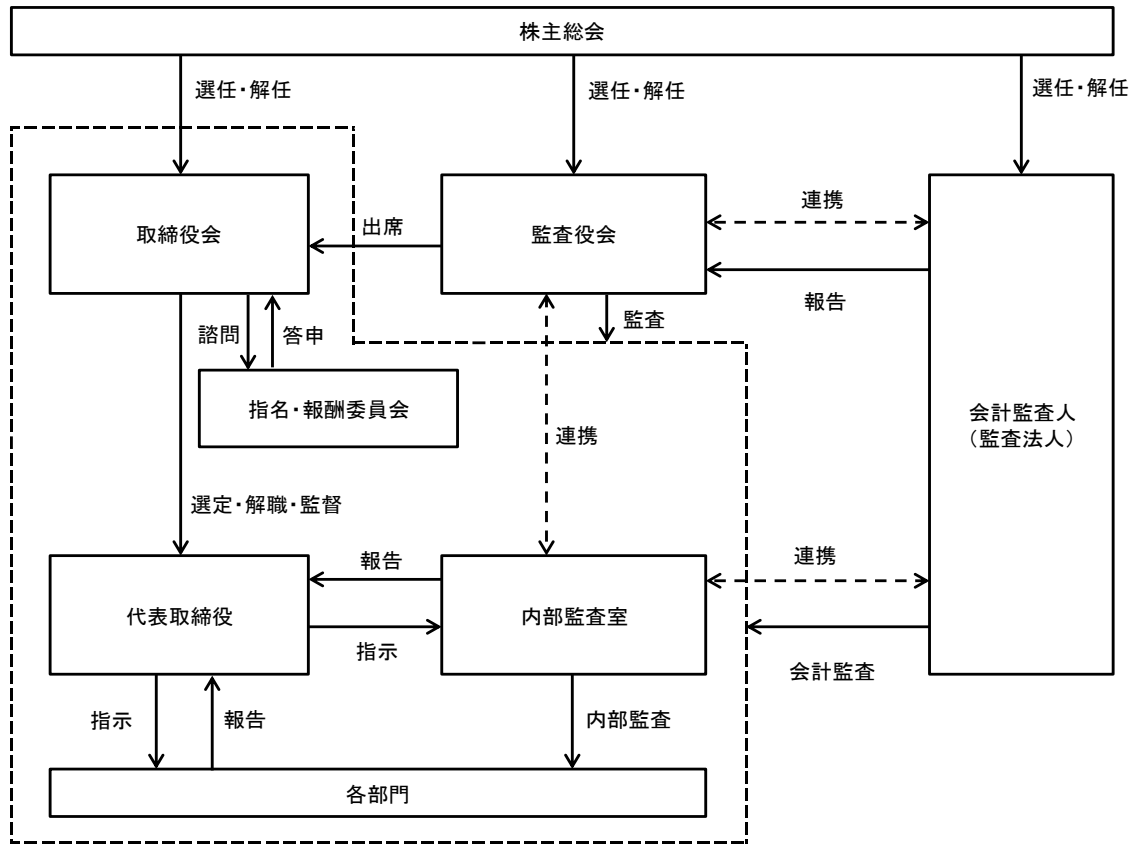 株主総会
選任・解任
選任・解任
選任・解任
取締役会
出席
監査役会
連携
報告
諮問
答申
監査
指名・報酬委員会
連携
会計監査人
（監査法人）
選定・解職・監督
代表取締役
報告
指示
内部監査室
連携
会計監査
指示
報告
内部監査
各部門